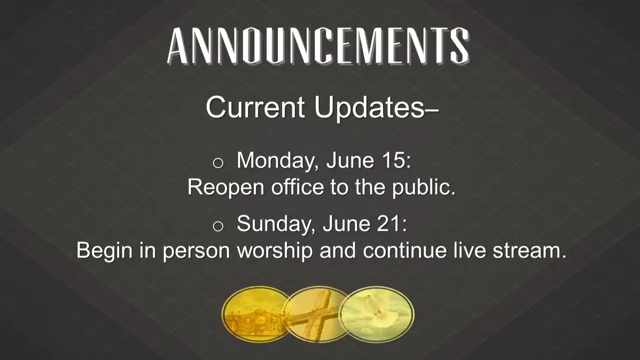 ANNOUNCEMENTS
Current Updates–
o Monday, June 15:
Reopen office to the public.
o Sunday, June 21:
Begin in person worship and continue live stream.